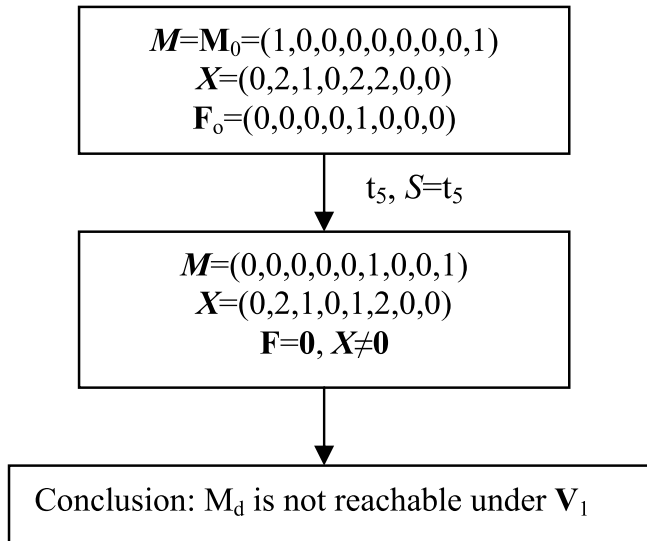 M=M₀=(1,0,0,0,0,0,0,0,1)
X=(0,2,1,0,2,2,0,0)
Fₒ=(0,0,0,0,1,0,0,0)
t₅, S=t₅
M=(0,0,0,0,0,1,0,0,1)
X=(0,2,1,0,1,2,0,0)
F=0, X≠0
Conclusion: M_d is not reachable under V₁